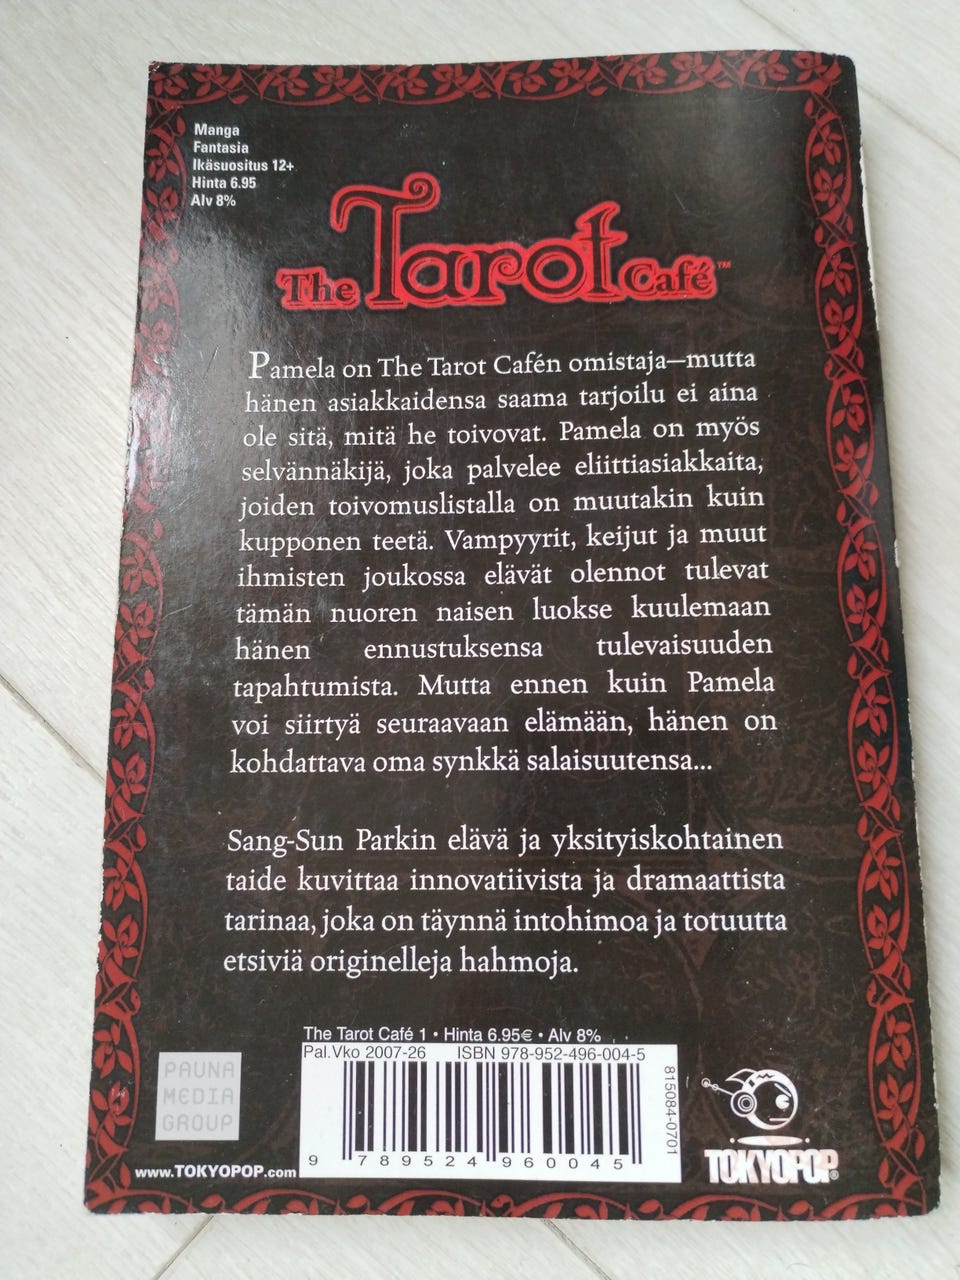 Manga
Fantasia
Ikäsuositus 12+
Hinta 6.95
Alv 8%
The Tarot Café™
Pamela on The Tarot Cafén omistaja—mutta
hänen asiakkaidensa saama tarjoilu ei aina
ole sitä, mitä he toivovat. Pamela on myös
selvännäkijä, joka palvelee eliittiasiakkaita,
joiden toivomuslistalla on muutakin kuin
kupponen teetä. Vampyyrit, keijut ja muut
ihmisten joukossa elävät olennot tulevat
tämän nuoren naisen luokse kuulemaan
hänen ennustuksensa tulevaisuuden
tapahtumista. Mutta ennen kuin Pamela
voi siirtyä seuraavaan elämään, hänen on
kohdattava oma synkkä salaisuutensa...
Sang-Sun Parkin elävä ja yksityiskohtainen
taide kuvittaa innovatiivista ja dramaattista
tarinaa, joka on täynnä intohimoa ja totuutta
etsiviä originelleja hahmoja.
The Tarot Café 1 • Hinta 6.95€ • Alv 8%
Pal.Vko 2007-26 ISBN 978-952-496-004-5
815084-0701
9 789524 960045
PAUNA
MEDIA
GROUP
www.TOKYOPOP.com
TOKYOPOP®